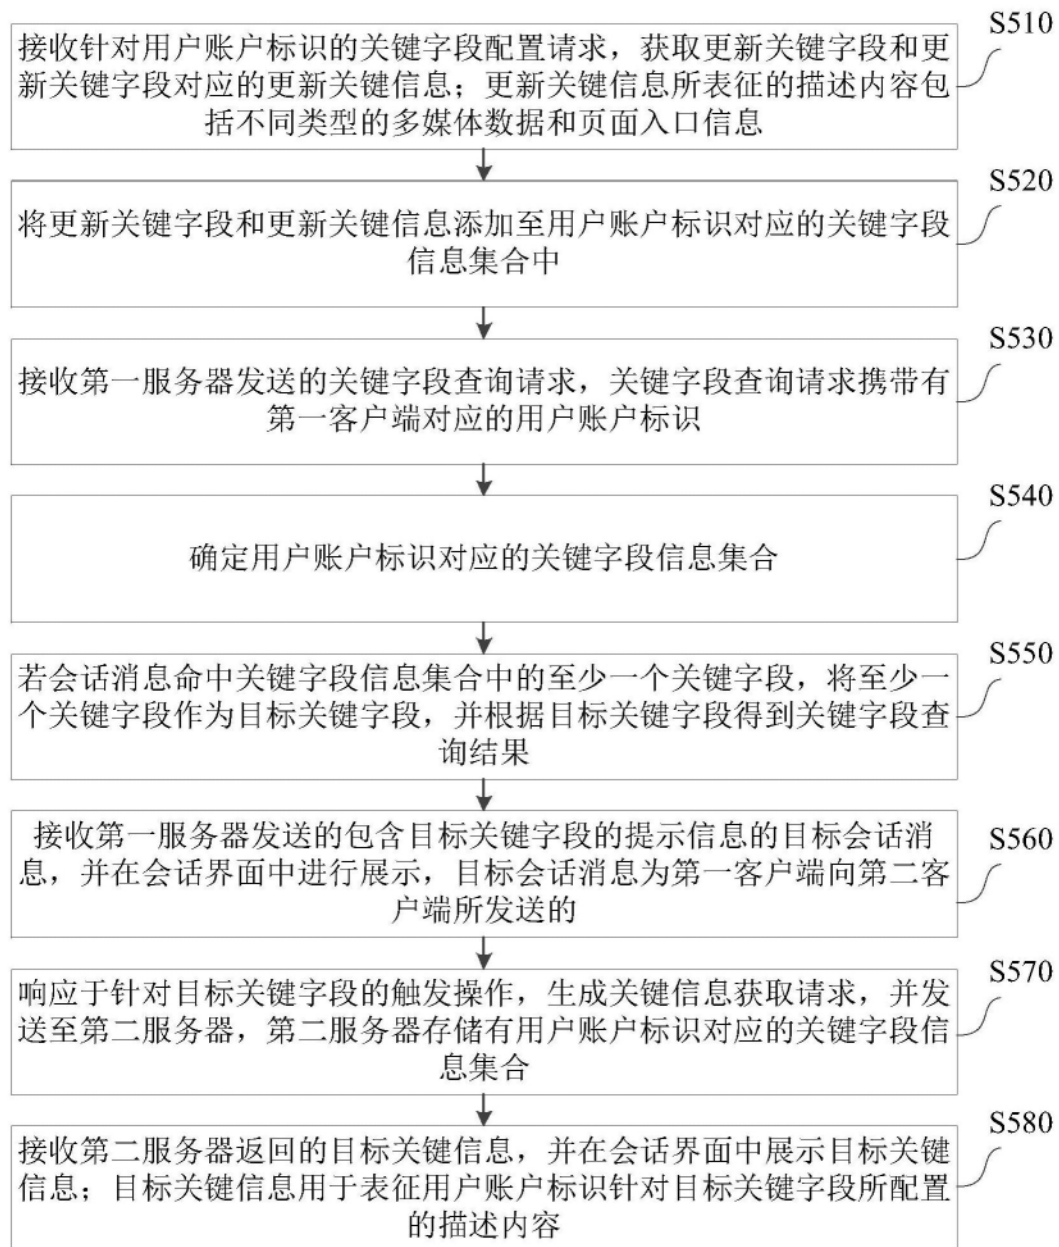 S510
接收针对用户账户标识的关键字段配置请求，获取更新关键字段和更
新关键字段对应的更新关键信息；更新关键信息所表征的描述内容包
括不同类型的多媒体数据和页面入口信息
S520
将更新关键字段和更新关键信息添加至用户账户标识对应的关键字段
信息集合中
S530
接收第一服务器发送的关键字段查询请求，关键字段查询请求携带有
第一客户端对应的用户账户标识
S540
确定用户账户标识对应的关键字段信息集合
S550
若会话消息命中关键字段信息集合中的至少一个关键字段，将至少一
个关键字段作为目标关键字段，并根据目标关键字段得到关键字段查
询结果
S560
接收第一服务器发送的包含目标关键字段的提示信息的目标会话消
息，并在会话界面中进行展示，目标会话消息为第一客户端向第二客
户端所发送的
S570
响应于针对目标关键字段的触发操作，生成关键信息获取请求，并发
送至第二服务器，第二服务器存储有用户账户标识对应的关键字段信
息集合
S580
接收第二服务器返回的目标关键信息，并在会话界面中展示目标关键
信息；目标关键信息用于表征用户账户标识针对目标关键字段所配置
的描述内容